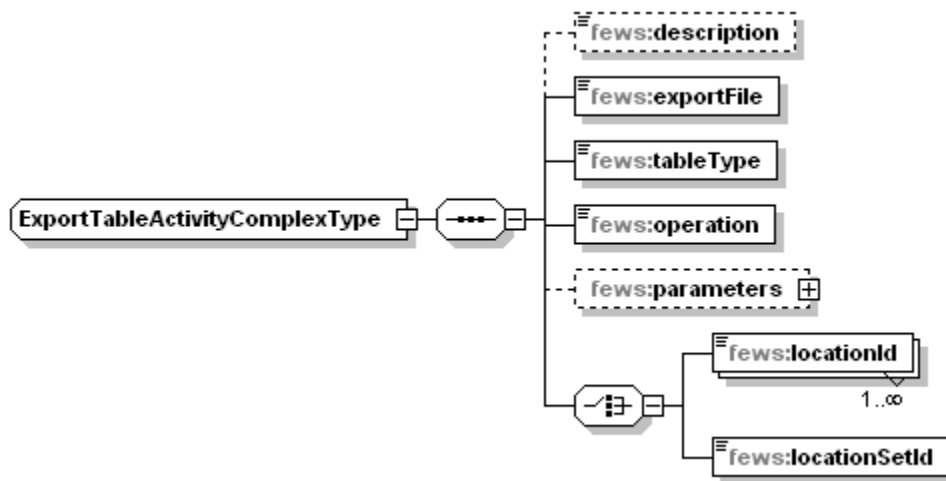 fews:description
fews:exportFile
fews:tableType
ExportTableActivityComplexType
fews:operation
fews:parameters
fews:locationId
1..∞
fews:locationSetId